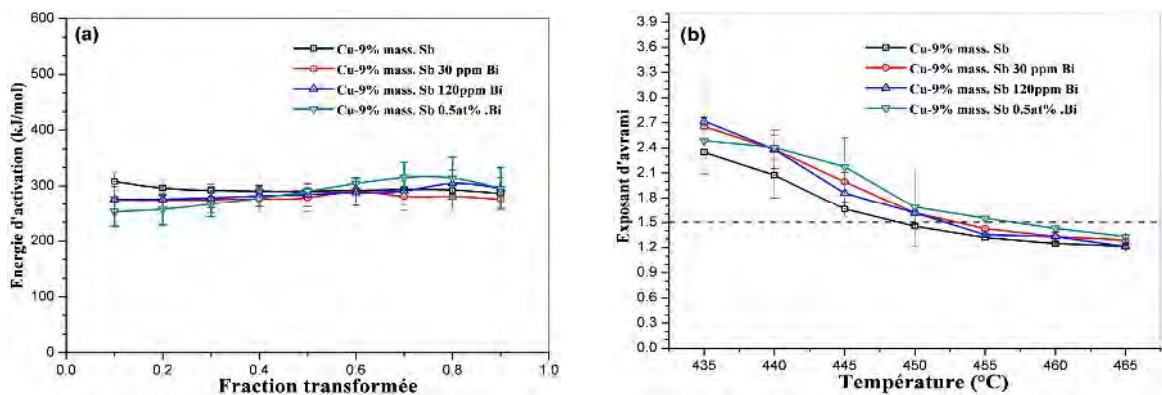 (a)
Cu-9% mass. Sb
Cu-9% mass. Sb 30 ppm Bi
Cu-9% mass. Sb 120ppm Bi
Cu-9% mass. Sb 0.5at% .Bi
Energie d'activation (kJ/mol)
600
500
400
300
200
100
0
0.0 0.2 0.4 0.6 0.8 1.0
Fraction transformée
(b)
Cu-9% mass. Sb
Cu-9% mass. Sb 30 ppm Bi
Cu-9% mass. Sb 120ppm Bi
Cu-9% mass. Sb 0.5at% .Bi
Exposant d'avrami
3.9
3.6
3.3
3.0
2.7
2.4
2.1
1.8
1.5
1.2
0.9
0.6
0.3
0.0
435 440 445 450 455 460 465
Température (°C)